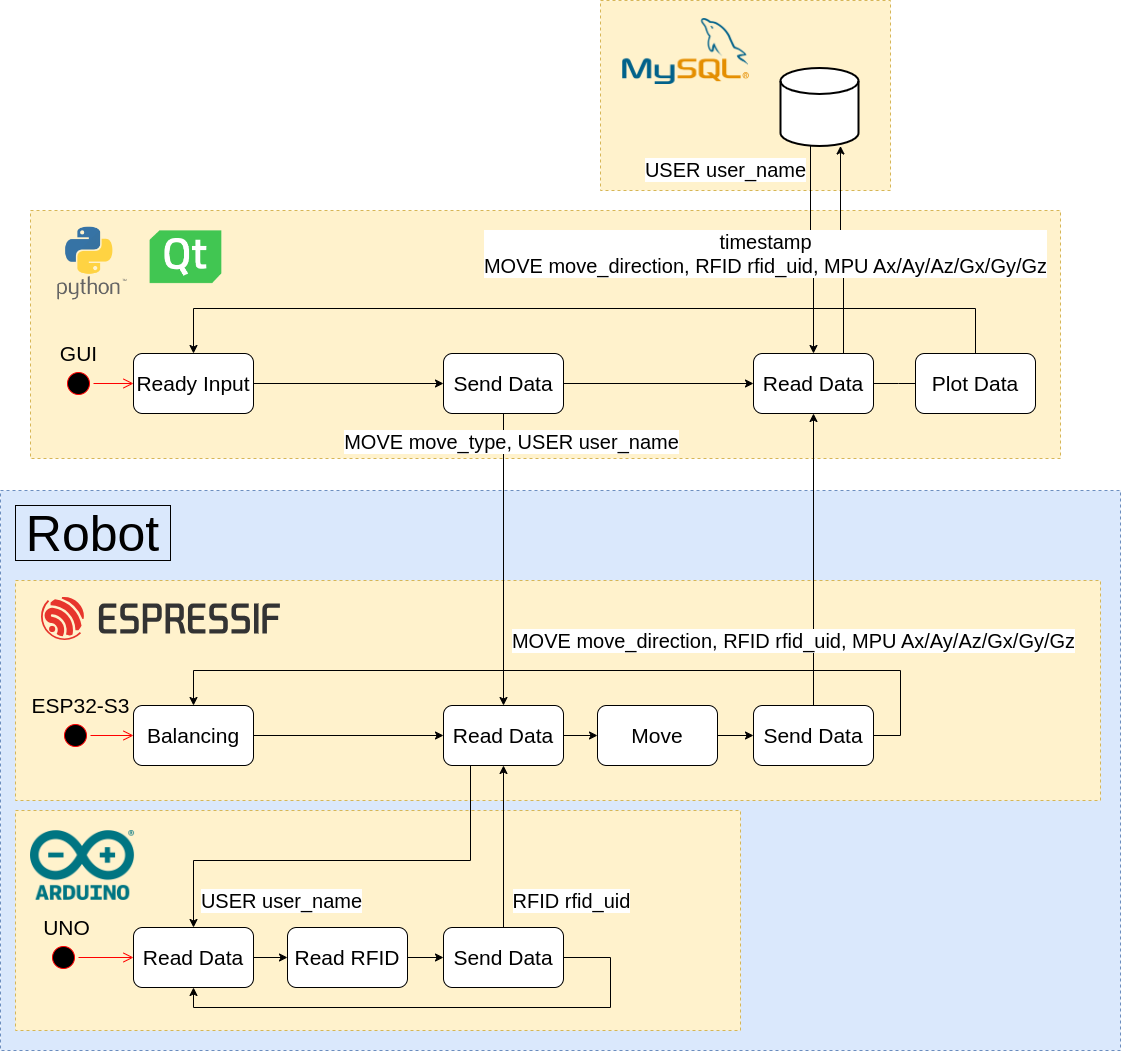 MySQL®
USER user_name
python™
Qt
timestamp
MOVE move_direction, RFID rfid_uid, MPU Ax/Ay/Az/Gx/Gy/Gz
GUI
Ready Input
Send Data
Read Data
Plot Data
MOVE move_type, USER user_name
Robot
ESPRESSIF
MOVE move_direction, RFID rfid_uid, MPU Ax/Ay/Az/Gx/Gy/Gz
ESP32-S3
Balancing
Read Data
Move
Send Data
®
ARDUINO
USER user_name
RFID rfid_uid
UNO
Read Data
Read RFID
Send Data